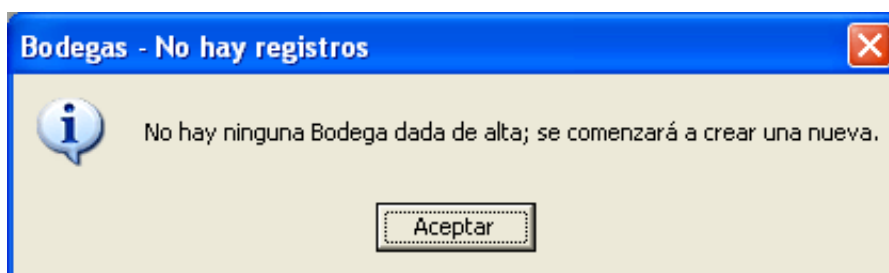 Bodegas - No hay registros
No hay ninguna Bodega dada de alta; se comenzará a crear una nueva.
Aceptar